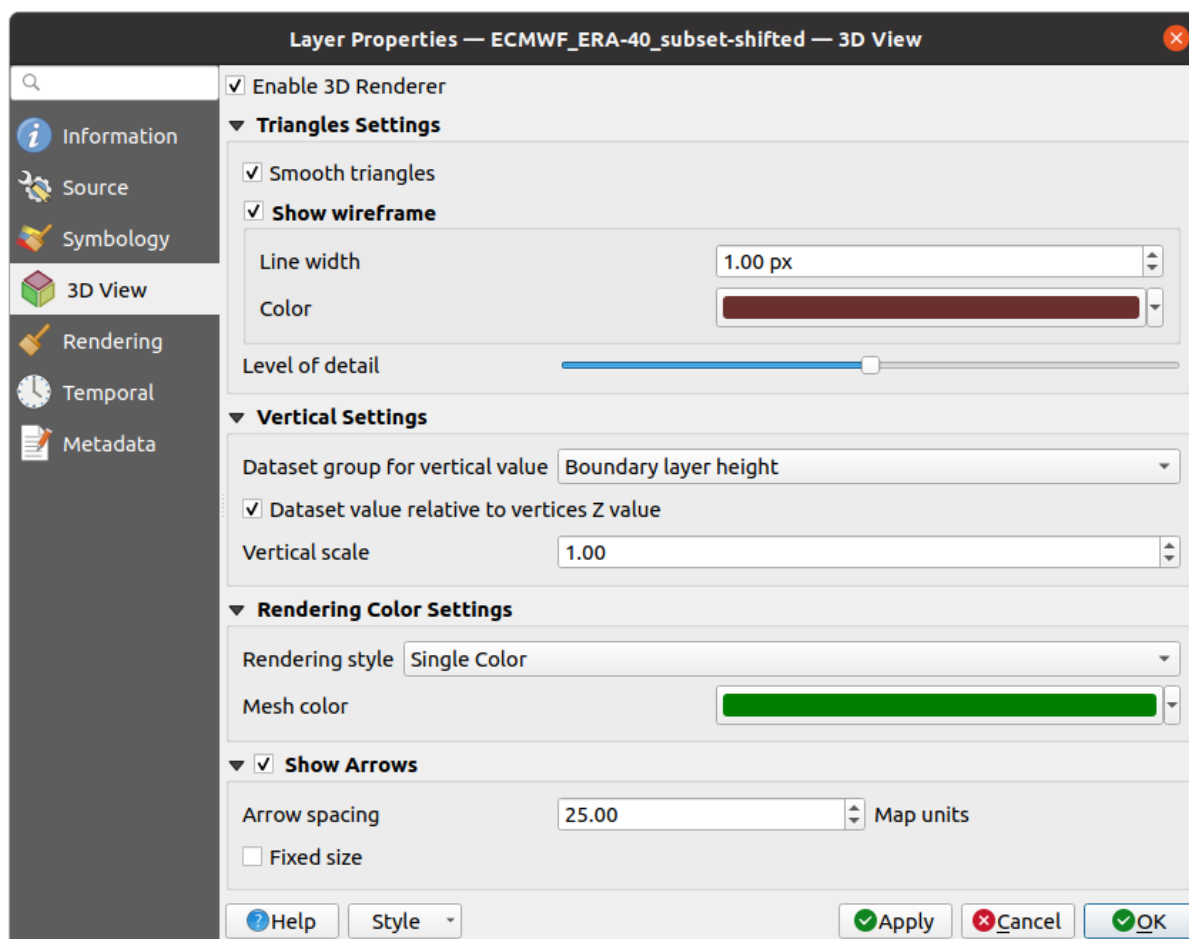 Layer Properties — ECMWF_ERA-40_subset-shifted — 3D View
Information
Source
Symbology
3D View
Rendering
Temporal
Metadata
Enable 3D Renderer
Triangles Settings
Smooth triangles
Show wireframe
Line width 1.00 px
Color
Level of detail
Vertical Settings
Dataset group for vertical value Boundary layer height
Dataset value relative to vertices Z value
Vertical scale 1.00
Rendering Color Settings
Rendering style Single Color
Mesh color
Show Arrows
Arrow spacing 25.00 Map units
Fixed size
Help Style Apply Cancel OK